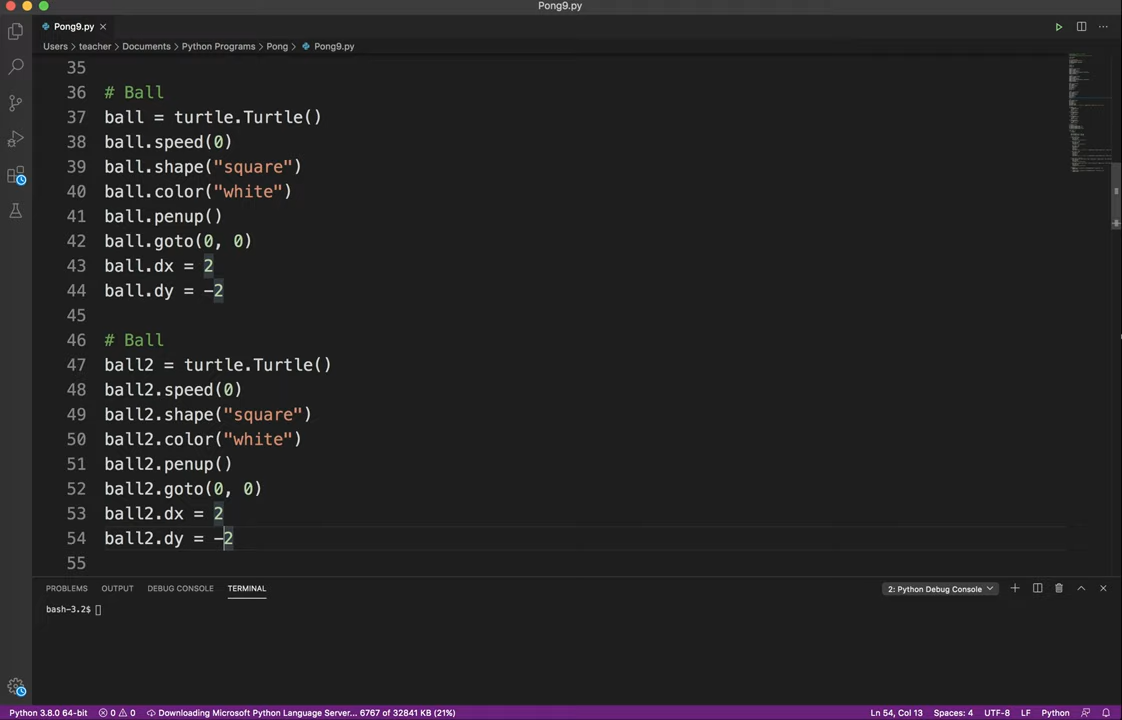 Pong9.py
Pong9.py
Users > teacher > Documents > Python Programs > Pong > Pong9.py
35
36 # Ball
37 ball = turtle.Turtle()
38 ball.speed(0)
39 ball.shape("square")
40 ball.color("white")
41 ball.penup()
42 ball.goto(0, 0)
43 ball.dx = 2
44 ball.dy = -2
45
46 # Ball
47 ball2 = turtle.Turtle()
48 ball2.speed(0)
49 ball2.shape("square")
50 ball2.color("white")
51 ball2.penup()
52 ball2.goto(0, 0)
53 ball2.dx = 2
54 ball2.dy = -2
55
PROBLEMS OUTPUT DEBUG CONSOLE TERMINAL 2: Python Debug Console
bash-3.2$
Python 3.8.0 64-bit 0 0 Downloading Microsoft Python Language Server... 6767 of 32841 KB (21%) Ln 54, Col 13 Spaces: 4 UTF-8 LF Python